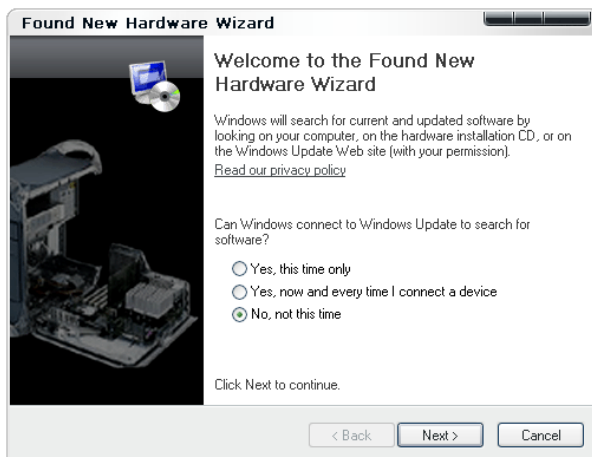 Found New Hardware Wizard
Welcome to the Found New
Hardware Wizard
Windows will search for current and updated software by
looking on your computer, on the hardware installation CD, or on
the Windows Update Web site (with your permission).
Read our privacy policy
Can Windows connect to Windows Update to search for
software?
Yes, this time only
Yes, now and every time I connect a device
No, not this time
Click Next to continue.
< Back Next > Cancel